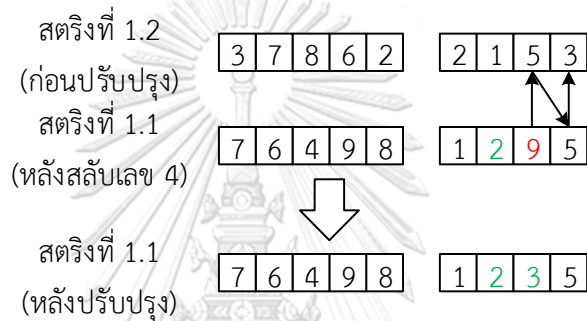 สตริงที่ 1.2
(ก่อนปรับปรุง)
3 7 8 6 2 2 1 5 3
สตริงที่ 1.1
(หลังสลับเลข 4)
7 6 4 9 8 1 2 9 5
สตริงที่ 1.1
(หลังปรับปรุง)
7 6 4 9 8 1 2 3 5